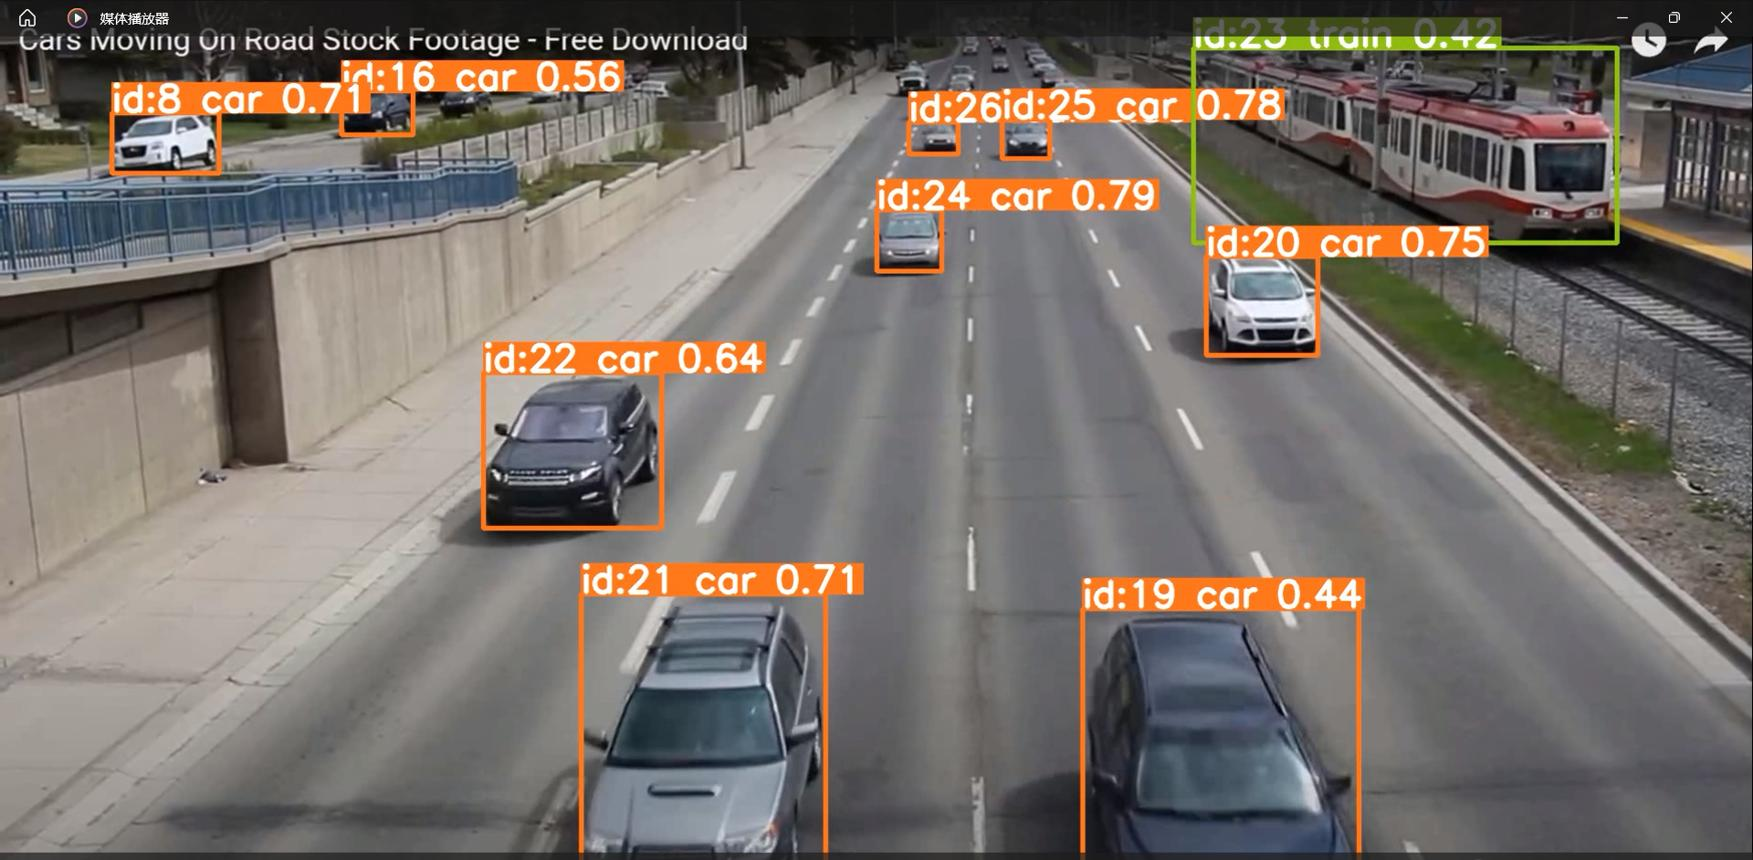 媒体播放器
Cars Moving On Road Stock Footage - Free Download
id:23 train 0.42
id:16 car 0.56
id:8 car 0.71
id:26
id:25 car 0.78
id:24 car 0.79
id:20 car 0.75
id:22 car 0.64
id:21 car 0.71
id:19 car 0.44